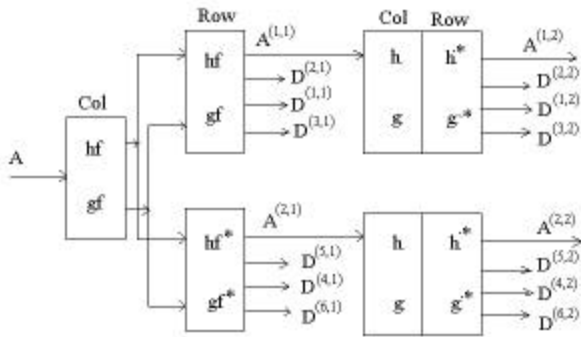 Row
Col Row
A^(1,1)
A^(1,2)
hf
h h*
D^(2,1)
D^(2,2)
D^(1,1)
D^(1,2)
Col
gf
g g*
D^(3,1)
D^(3,2)
hf
A
gf
A^(2,1)
A^(2,2)
hf*
h h*
D^(5,1)
D^(5,2)
D^(4,1)
D^(4,2)
gf*
g g*
D^(6,1)
D^(6,2)